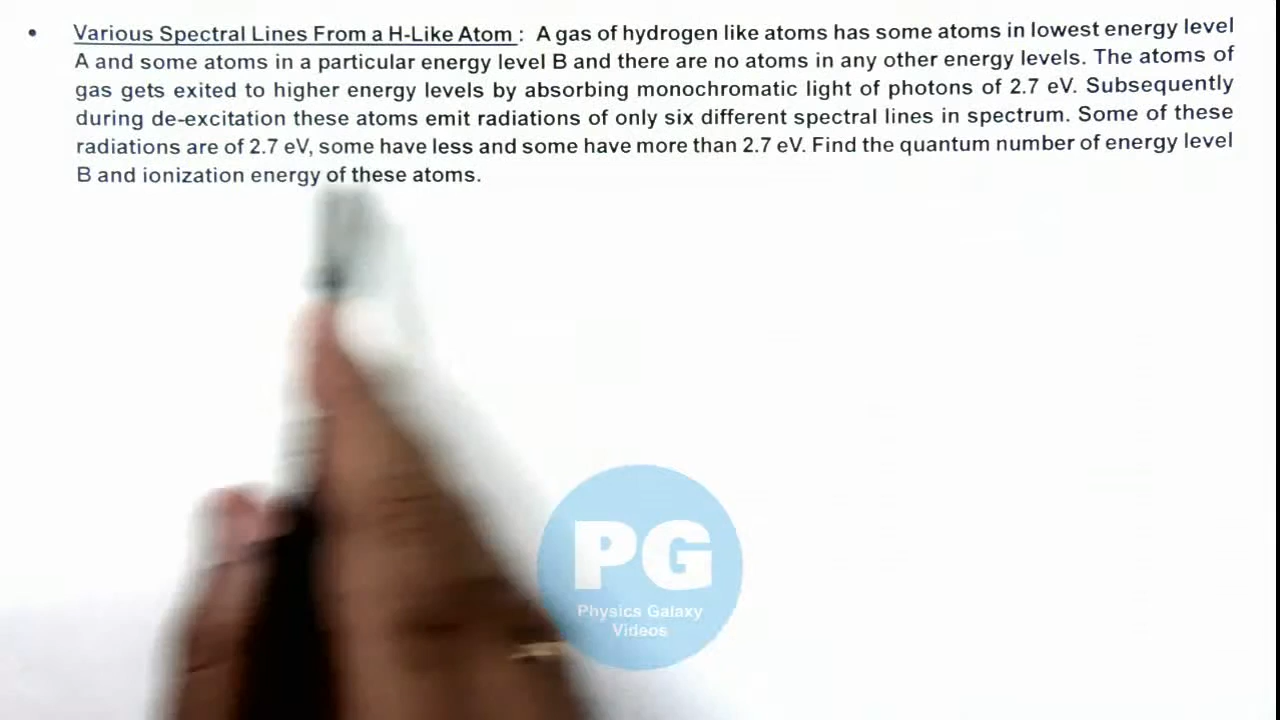 • Various Spectral Lines From a H-Like Atom : A gas of hydrogen like atoms has some atoms in lowest energy level
A and some atoms in a particular energy level B and there are no atoms in any other energy levels. The atoms of
gas gets exited to higher energy levels by absorbing monochromatic light of photons of 2.7 eV. Subsequently
during de-excitation these atoms emit radiations of only six different spectral lines in spectrum. Some of these
radiations are of 2.7 eV, some have less and some have more than 2.7 eV. Find the quantum number of energy level
B and ionization energy of these atoms.
PG
Physics Galaxy
Videos